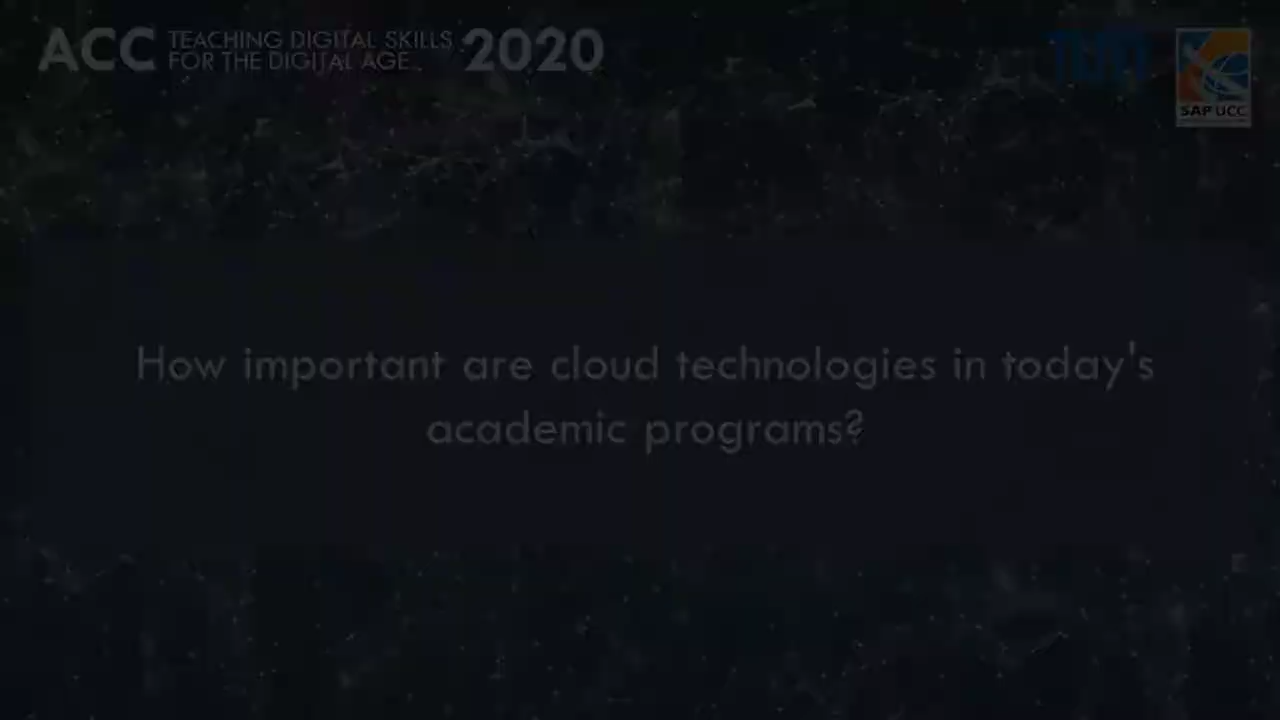 ACC TEACHING DIGITAL SKILLS FOR THE DIGITAL AGE 2020
TUM
SAP UCC
How important are cloud technologies in today's
academic programs?